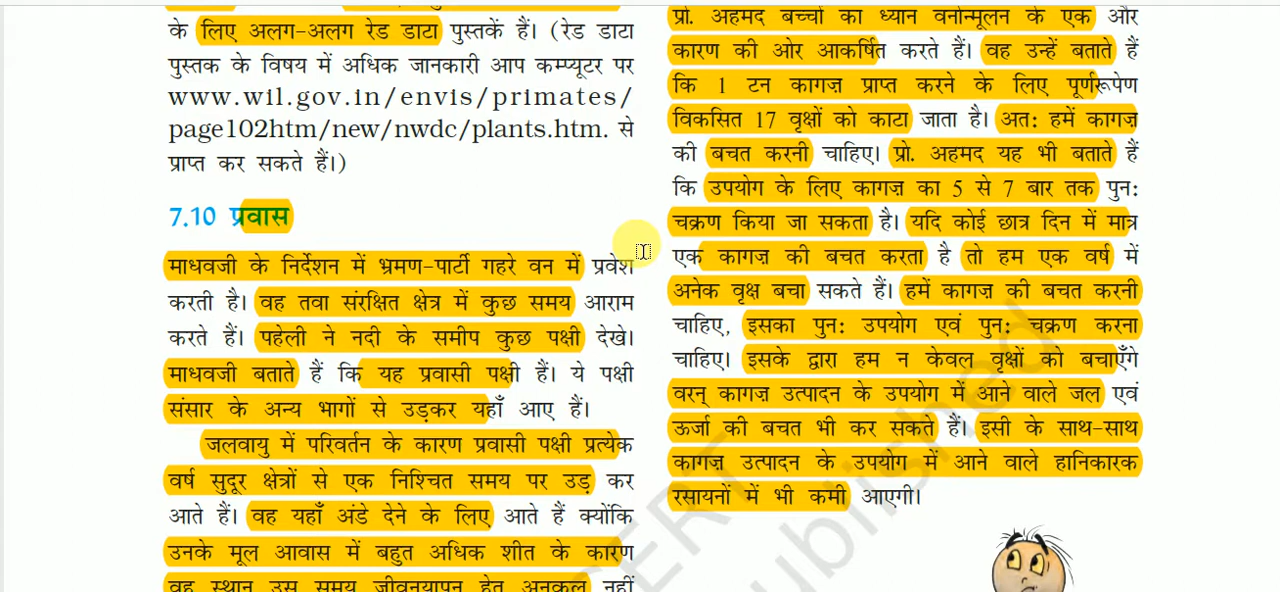 के लिए अलग-अलग रेड डाटा पुस्तकें हैं। (रेड डाटा
पुस्तक के विषय में अधिक जानकारी आप कम्प्यूटर पर
www.wil.gov.in/envis/primates/
page102htm/new/nwdc/plants.htm. से
प्राप्त कर सकते हैं।)
7.10 प्रवास
माधवजी के निर्देशन में भ्रमण-पार्टी गहरे वन में प्रवेश
करती है। वह तवा संरक्षित क्षेत्र में कुछ समय आराम
करते हैं। पहेली ने नदी के समीप कुछ पक्षी देखे।
माधवजी बताते हैं कि यह प्रवासी पक्षी हैं। ये पक्षी
संसार के अन्य भागों से उड़कर यहाँ आए हैं।
जलवायु में परिवर्तन के कारण प्रवासी पक्षी प्रत्येक
वर्ष सुदूर क्षेत्रों से एक निश्चित समय पर उड़ कर
आते हैं। वह यहाँ अंडे देने के लिए आते हैं क्योंकि
उनके मूल आवास में बहुत अधिक शीत के कारण
वह स्थान उस समय जीवनयापन हेतु अनुकूल नहीं
प्रो. अहमद बच्चों का ध्यान वनोन्मूलन के एक और
कारण की ओर आकर्षित करते हैं। वह उन्हें बताते हैं
कि 1 टन कागज़ प्राप्त करने के लिए पूर्णरूपेण
विकसित 17 वृक्षों को काटा जाता है। अत: हमें कागज़
की बचत करनी चाहिए। प्रो. अहमद यह भी बताते हैं
कि उपयोग के लिए कागज़ का 5 से 7 बार तक पुन:
चक्रण किया जा सकता है। यदि कोई छात्र दिन में मात्र
एक कागज़ की बचत करता है तो हम एक वर्ष में
अनेक वृक्ष बचा सकते हैं। हमें कागज़ की बचत करनी
चाहिए, इसका पुन: उपयोग एवं पुन: चक्रण करना
चाहिए। इसके द्वारा हम न केवल वृक्षों को बचाएँगे
वरन् कागज़ उत्पादन के उपयोग में आने वाले जल एवं
ऊर्जा की बचत भी कर सकते हैं। इसी के साथ-साथ
कागज़ उत्पादन के उपयोग में आने वाले हानिकारक
रसायनों में भी कमी आएगी।